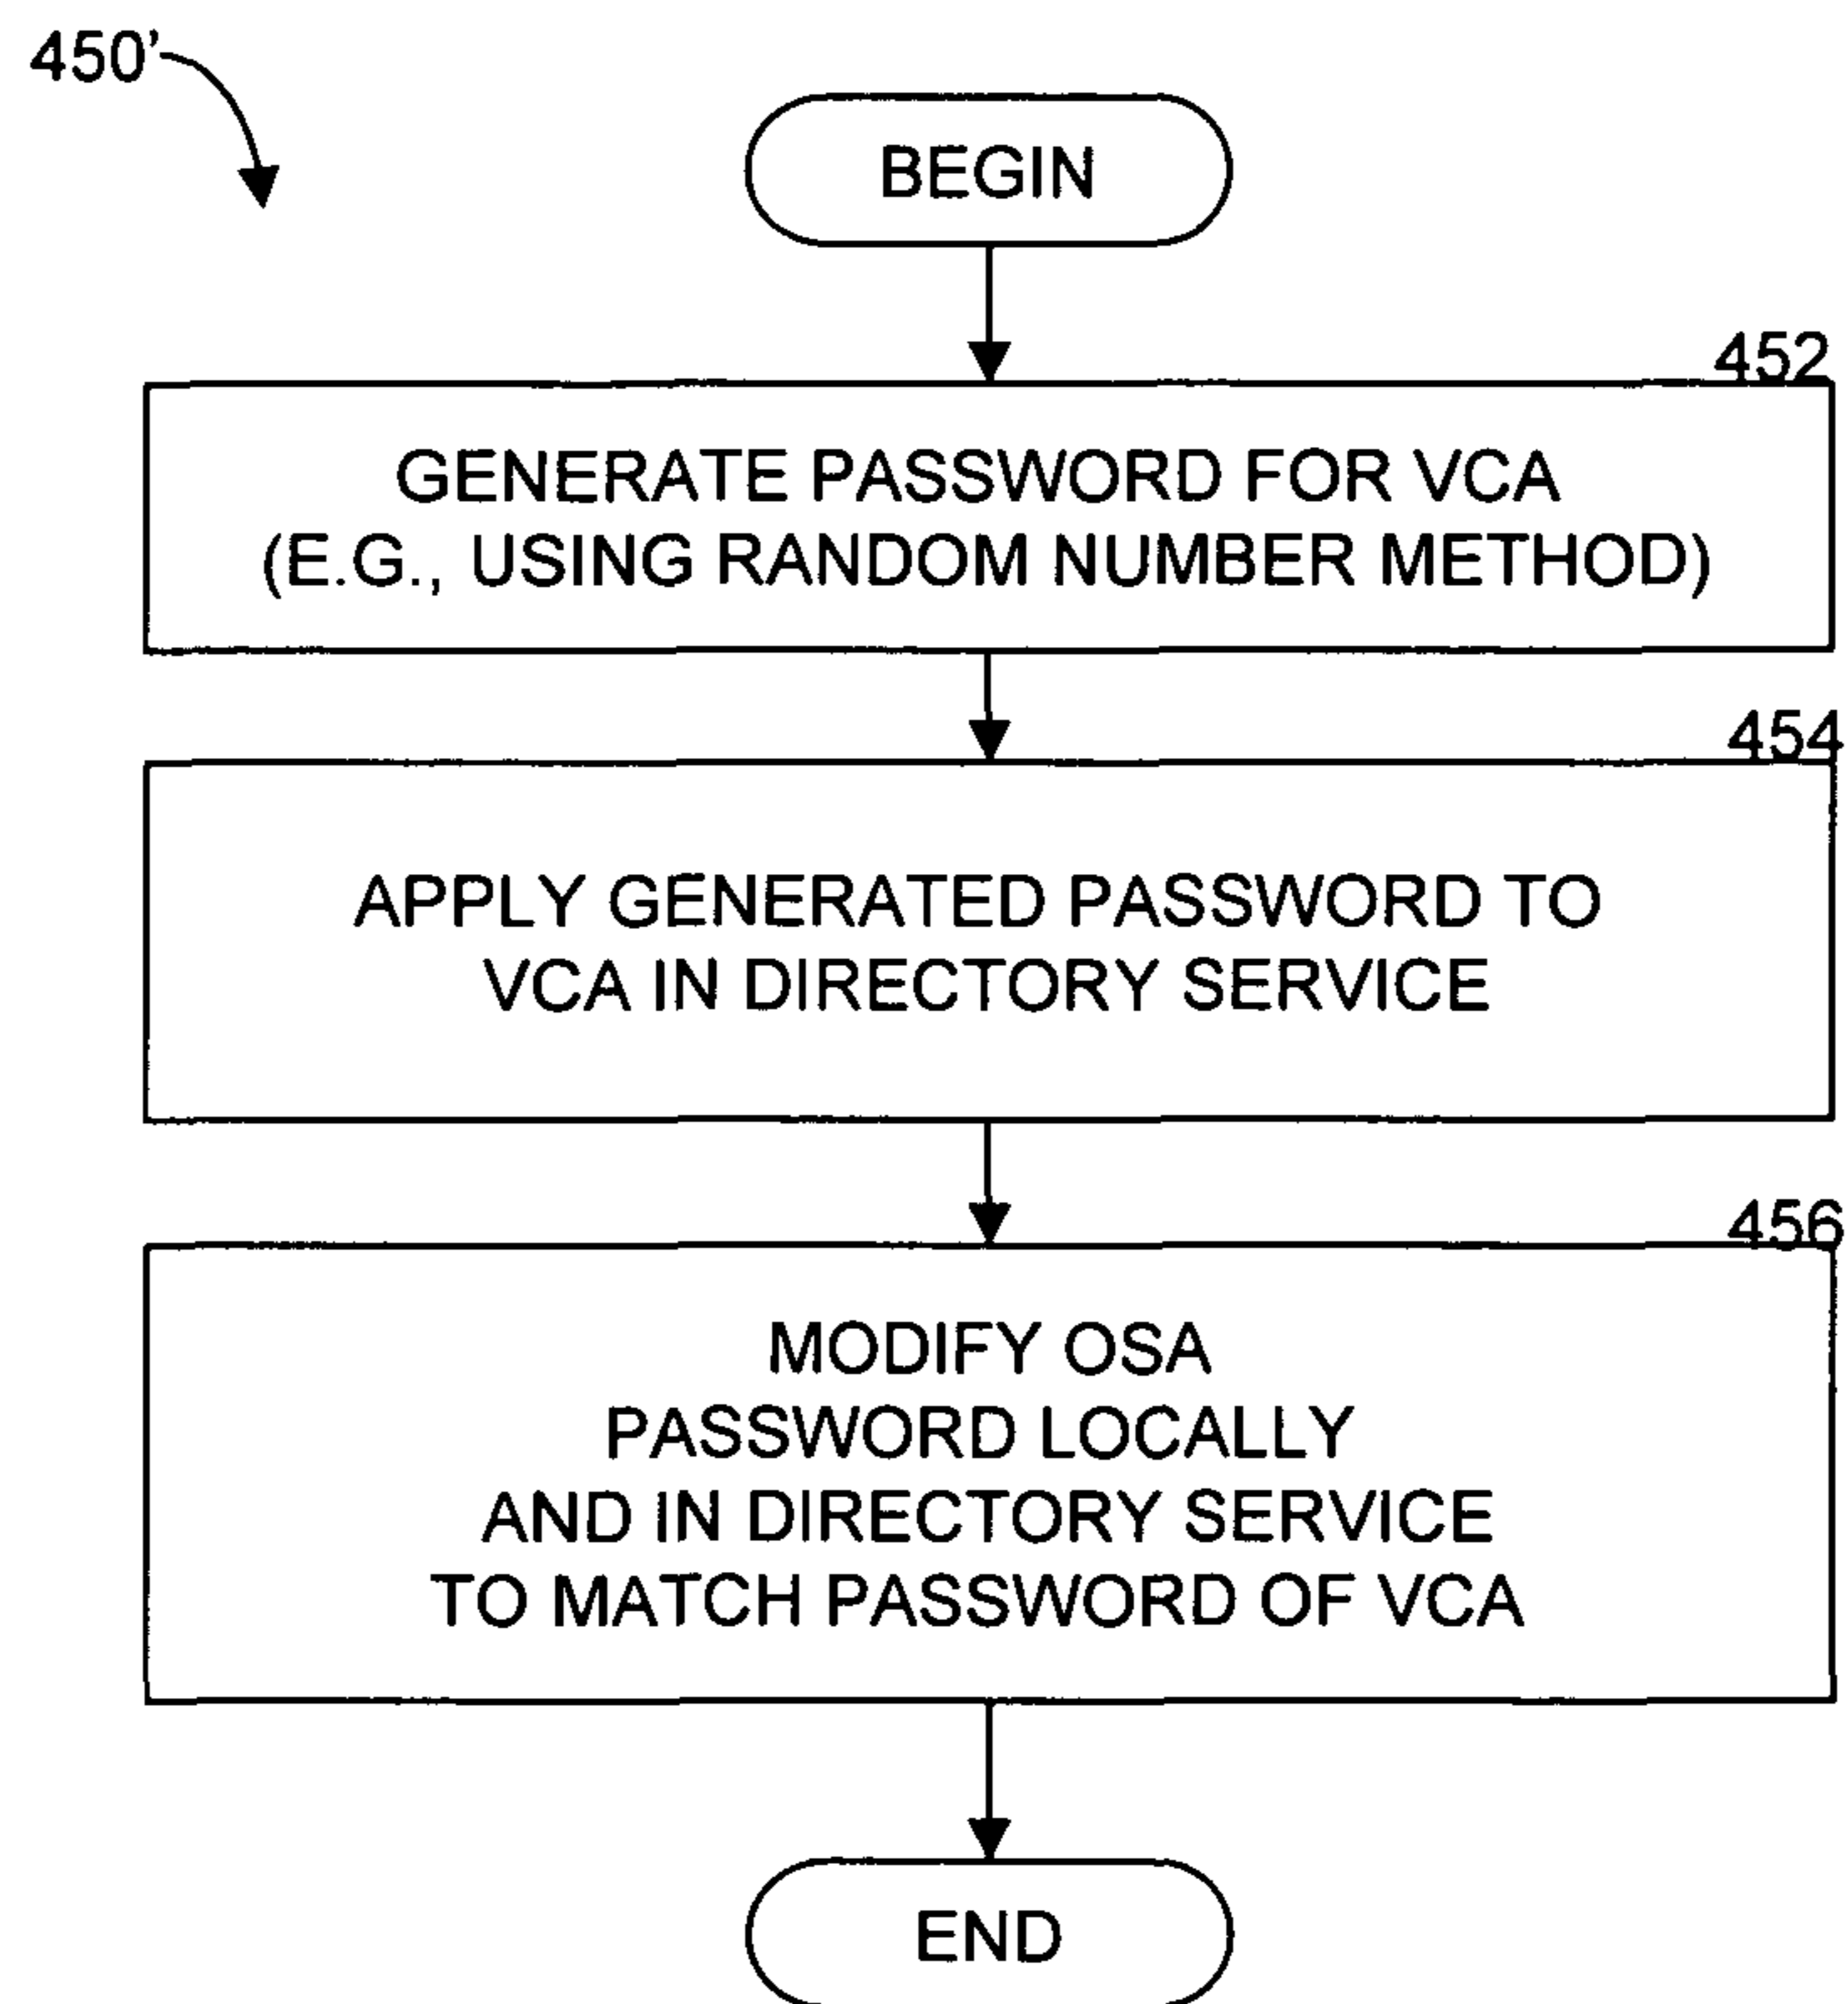 450'
BEGIN
452
GENERATE PASSWORD FOR VCA
(E.G., USING RANDOM NUMBER METHOD)
454
APPLY GENERATED PASSWORD TO
VCA IN DIRECTORY SERVICE
456
MODIFY OSA
PASSWORD LOCALLY
AND IN DIRECTORY SERVICE
TO MATCH PASSWORD OF VCA
END